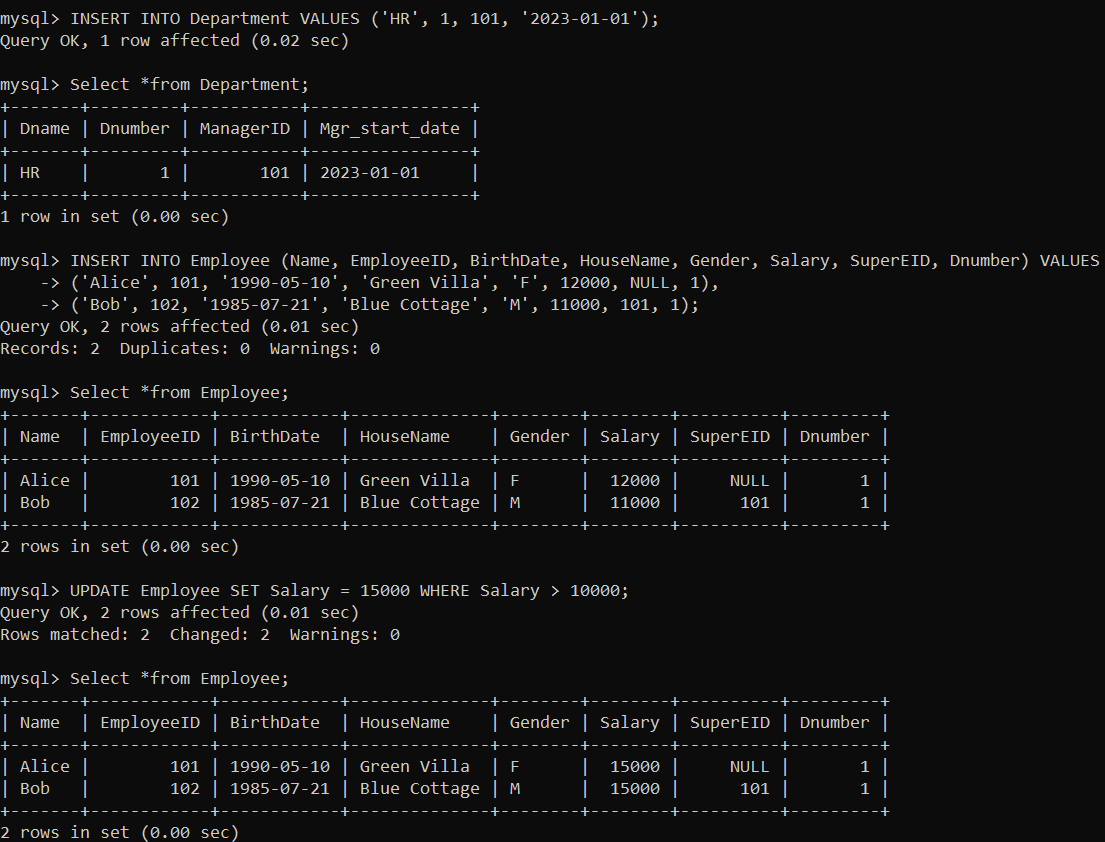 mysql> INSERT INTO Department VALUES ('HR', 1, 101, '2023-01-01');
Query OK, 1 row affected (0.02 sec)
mysql> Select *from Department;
+-------+---------+-----------+----------------+
| Dname | Dnumber | ManagerID | Mgr_start_date |
+-------+---------+-----------+----------------+
| HR    |       1 |       101 | 2023-01-01     |
+-------+---------+-----------+----------------+
1 row in set (0.00 sec)
mysql> INSERT INTO Employee (Name, EmployeeID, BirthDate, HouseName, Gender, Salary, SuperEID, Dnumber) VALUES
    -> ('Alice', 101, '1990-05-10', 'Green Villa', 'F', 12000, NULL, 1),
    -> ('Bob', 102, '1985-07-21', 'Blue Cottage', 'M', 11000, 101, 1);
Query OK, 2 rows affected (0.01 sec)
Records: 2  Duplicates: 0  Warnings: 0
mysql> Select *from Employee;
+-------+------------+------------+--------------+--------+--------+----------+---------+
| Name  | EmployeeID | BirthDate  | HouseName    | Gender | Salary | SuperEID | Dnumber |
+-------+------------+------------+--------------+--------+--------+----------+---------+
| Alice |        101 | 1990-05-10 | Green Villa  | F      |  12000 |     NULL |       1 |
| Bob   |        102 | 1985-07-21 | Blue Cottage | M      |  11000 |      101 |       1 |
+-------+------------+------------+--------------+--------+--------+----------+---------+
2 rows in set (0.00 sec)
mysql> UPDATE Employee SET Salary = 15000 WHERE Salary > 10000;
Query OK, 2 rows affected (0.01 sec)
Rows matched: 2  Changed: 2  Warnings: 0
mysql> Select *from Employee;
+-------+------------+------------+--------------+--------+--------+----------+---------+
| Name  | EmployeeID | BirthDate  | HouseName    | Gender | Salary | SuperEID | Dnumber |
+-------+------------+------------+--------------+--------+--------+----------+---------+
| Alice |        101 | 1990-05-10 | Green Villa  | F      |  15000 |     NULL |       1 |
| Bob   |        102 | 1985-07-21 | Blue Cottage | M      |  15000 |      101 |       1 |
+-------+------------+------------+--------------+--------+--------+----------+---------+
2 rows in set (0.00 sec)